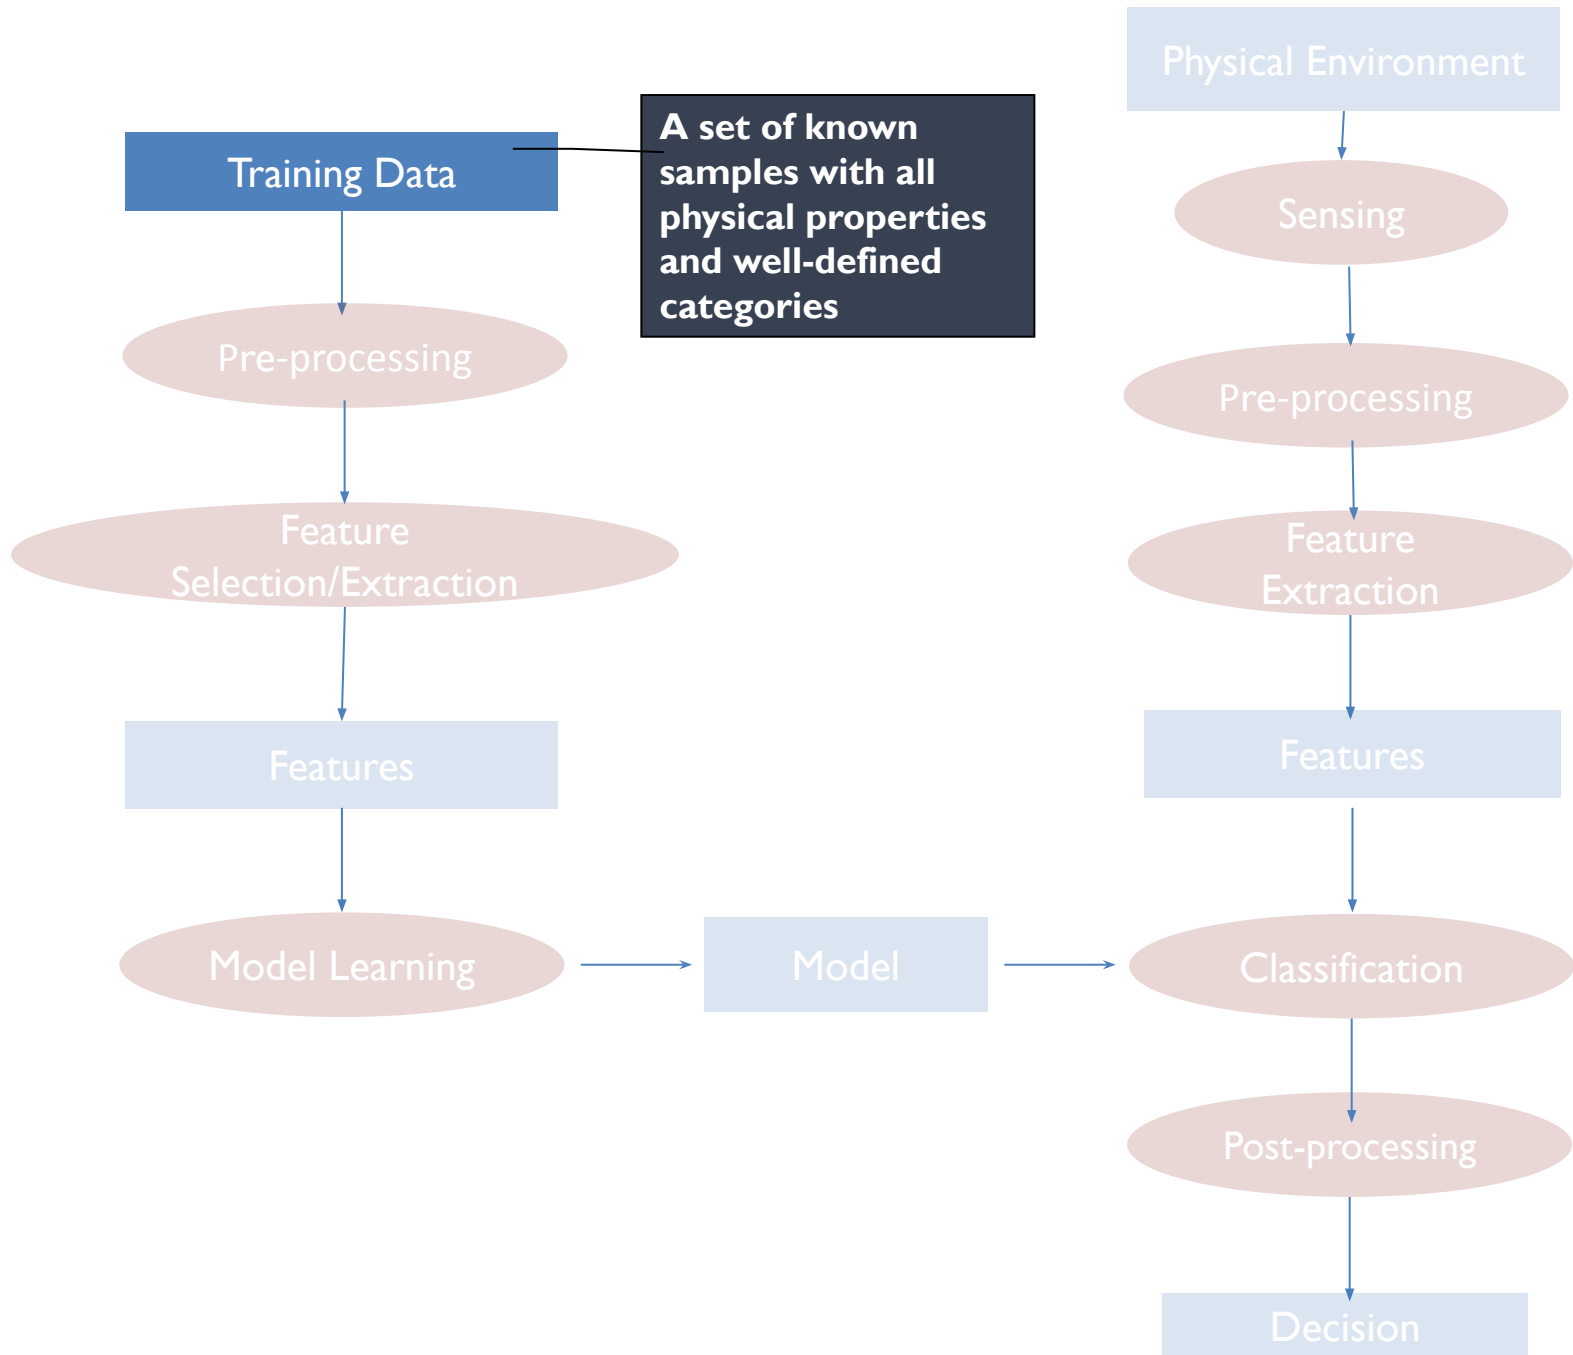 Training Data
A set of known
samples with all
physical properties
and well-defined
categories
Pre-processing
Feature
Selection/Extraction
Features
Model Learning
Model
Physical Environment
Sensing
Pre-processing
Feature
Extraction
Features
Classification
Post-processing
Decision